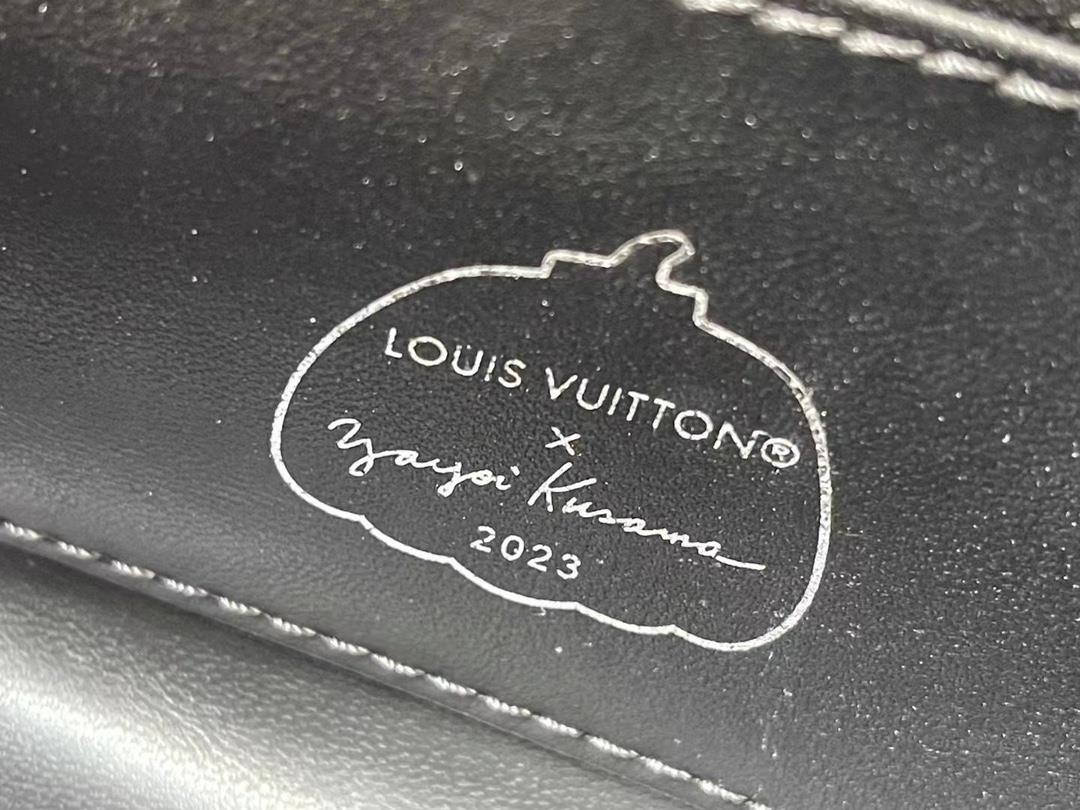 LOUIS VUITTON®
x
Yayoi Kusama
2023